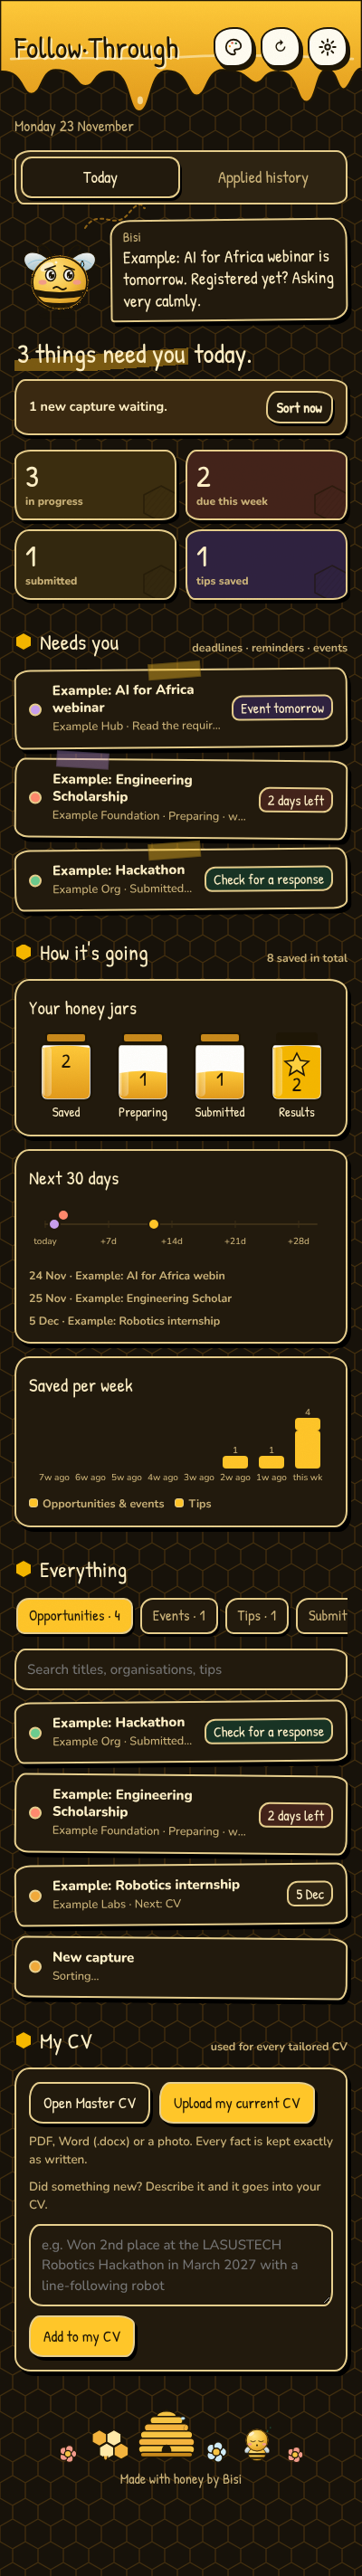 Follow·Through
Monday 23 November
Today
Applied history
Bisi
Example: AI for Africa webinar is
tomorrow. Registered yet? Asking
very calmly.
3 things need you today.
1 new capture waiting.
Sort now
3
in progress
2
due this week
1
submitted
1
tips saved
Needs you
deadlines · reminders · events
Example: AI for Africa
webinar
Example Hub · Read the requir...
Event tomorrow
Example: Engineering
Scholarship
Example Foundation · Preparing · w...
2 days left
Example: Hackathon
Example Org · Submitted...
Check for a response
How it's going
8 saved in total
Your honey jars
2
1
1
2
Saved
Preparing
Submitted
Results
Next 30 days
today
+7d
+14d
+21d
+28d
24 Nov · Example: AI for Africa webin
25 Nov · Example: Engineering Scholar
5 Dec · Example: Robotics internship
Saved per week
1
1
4
7w ago
6w ago
5w ago
4w ago
3w ago
2w ago
1w ago
this wk
Opportunities & events
Tips
Everything
Opportunities · 4
Events · 1
Tips · 1
Submit
Search titles, organisations, tips
Example: Hackathon
Example Org · Submitted...
Check for a response
Example: Engineering
Scholarship
Example Foundation · Preparing · w...
2 days left
Example: Robotics internship
Example Labs · Next: CV
5 Dec
New capture
Sorting...
My CV
used for every tailored CV
Open Master CV
Upload my current CV
PDF, Word (.docx) or a photo. Every fact is kept exactly
as written.
Did something new? Describe it and it goes into your
CV.
e.g. Won 2nd place at the LASUSTECH
Robotics Hackathon in March 2027 with a
line-following robot
Add to my CV
Made with honey by Bisi